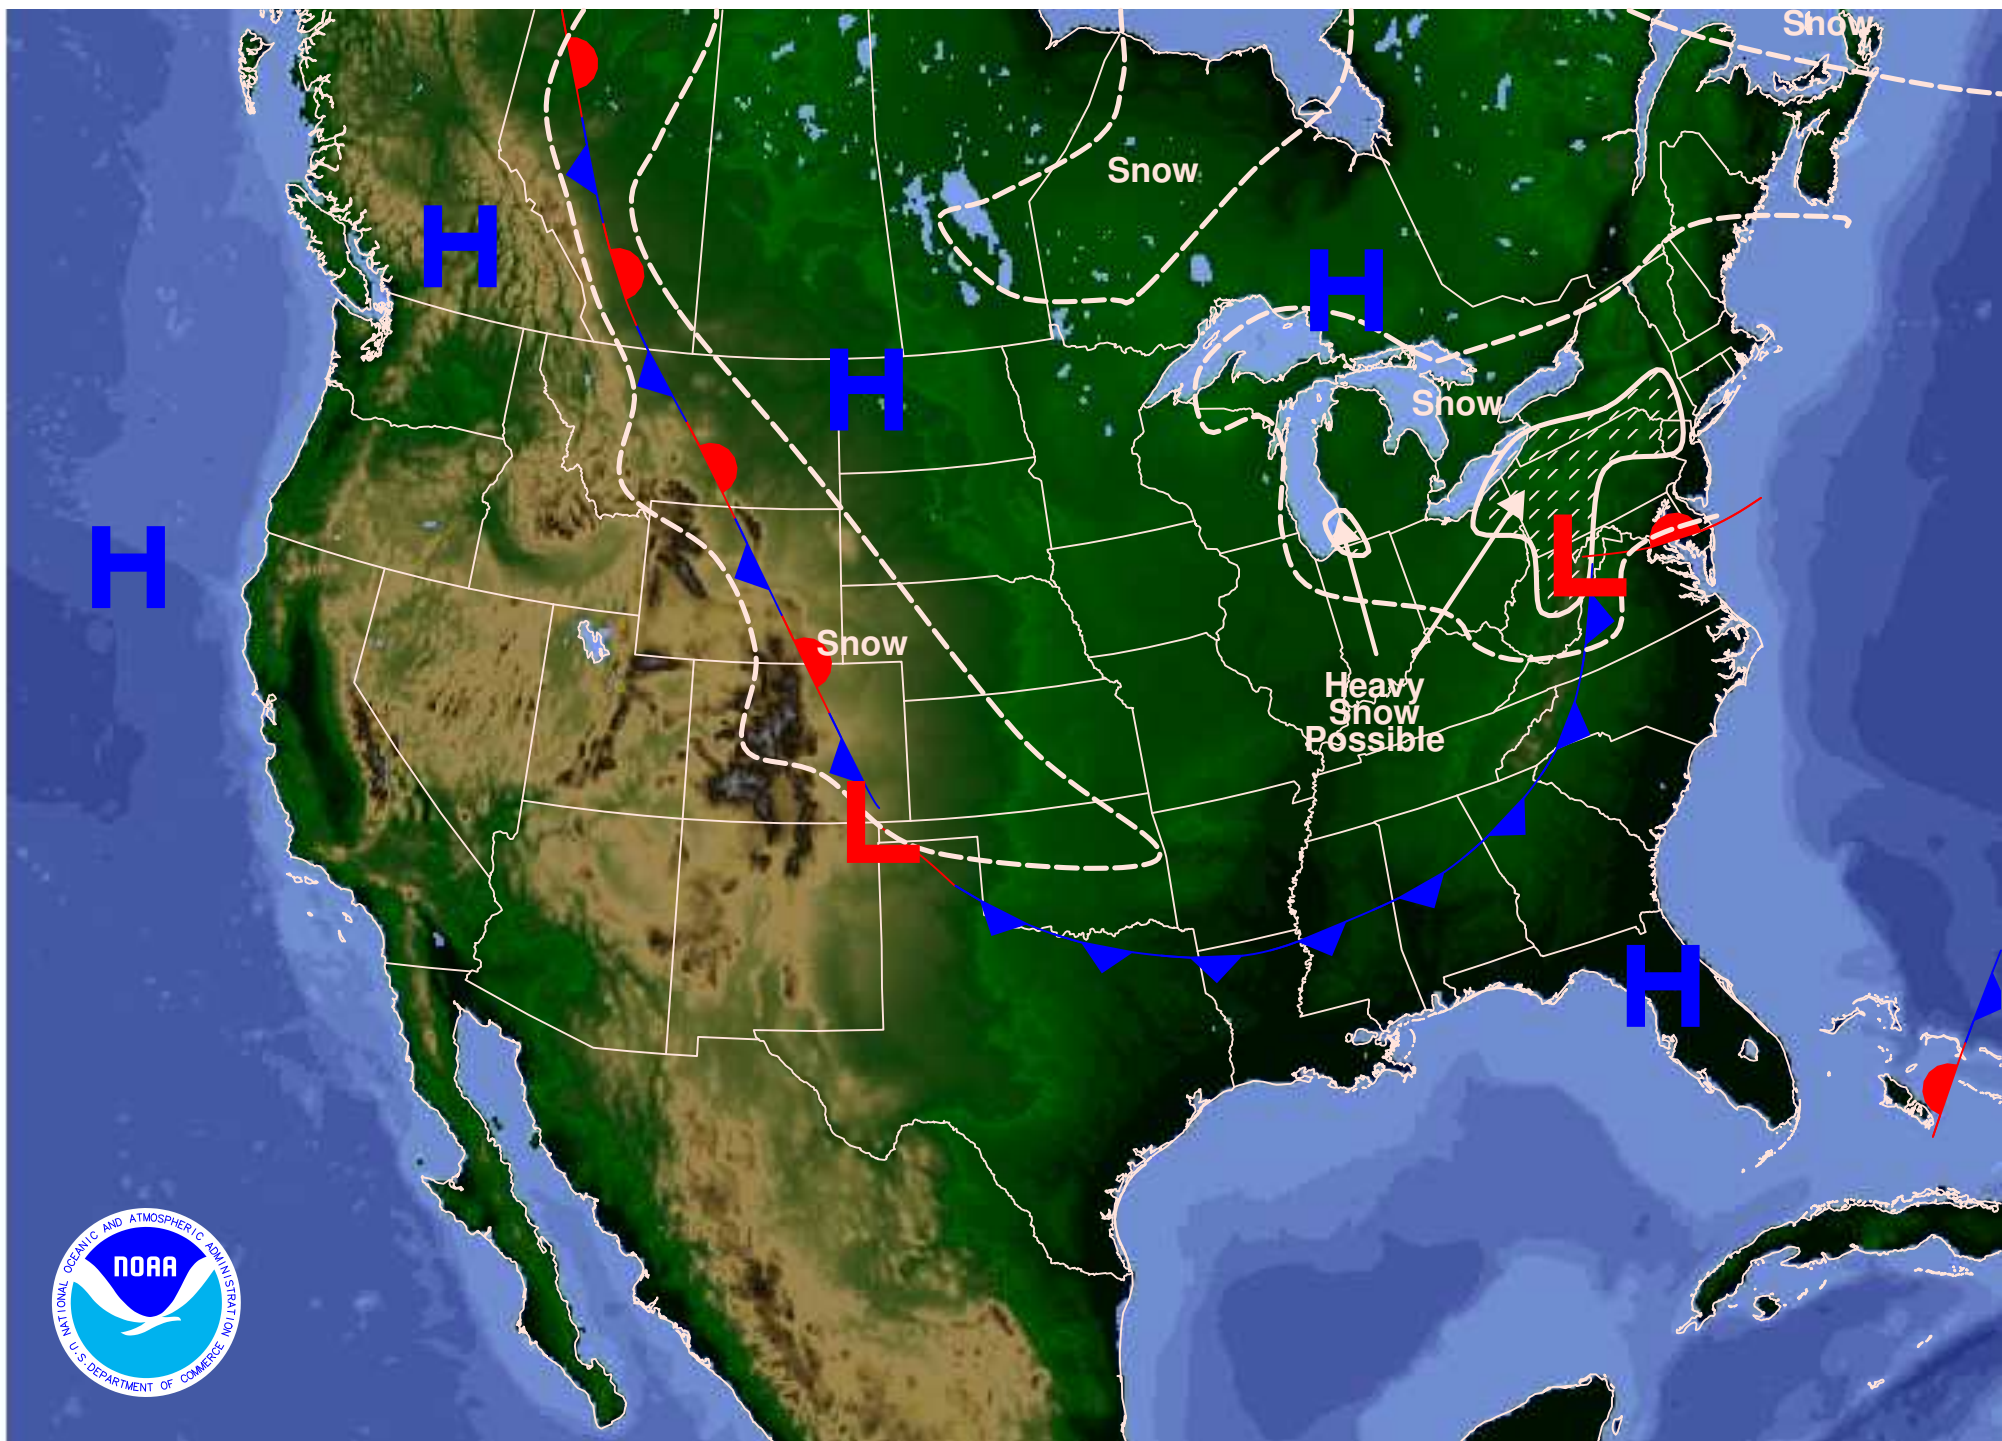 Snow
Snow
H
H
H
Snow
H
L
Snow
Heavy
Snow
Possible
L
H
NATIONAL OCEANIC AND ATMOSPHERIC ADMINISTRATION
NOAA
U.S. DEPARTMENT OF COMMERCE